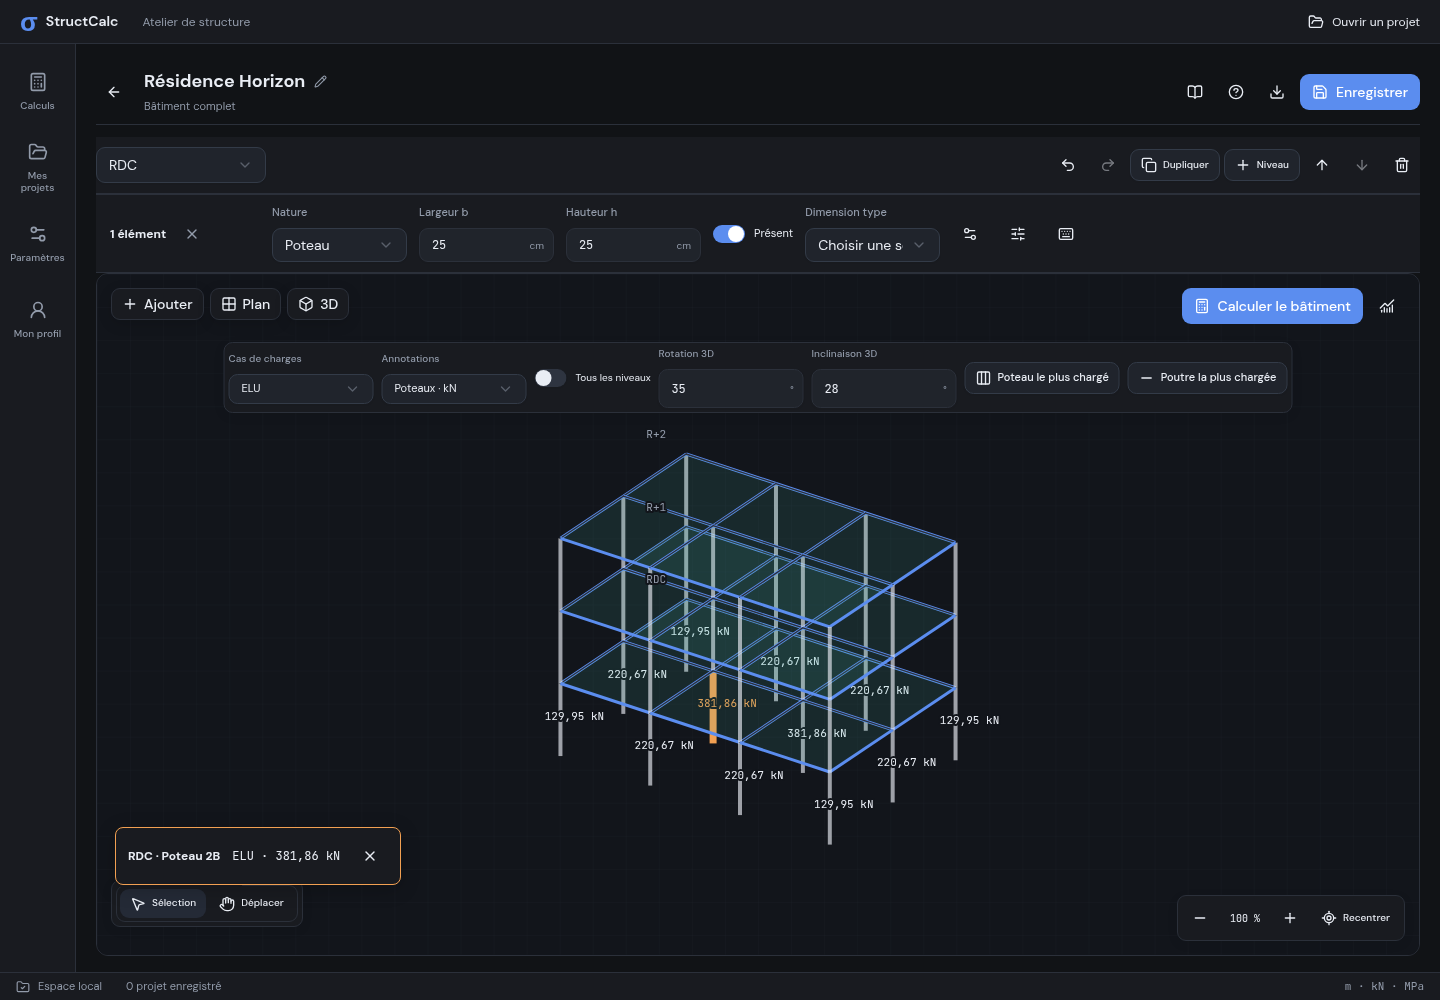 σ StructCalc
Atelier de structure
Ouvrir un projet
Calculs
Mes
projets
Paramètres
Mon profil
Résidence Horizon
Bâtiment complet
Enregistrer
RDC
Dupliquer
Niveau
1 élément
Nature
Poteau
Largeur b
25 cm
Hauteur h
25 cm
Présent
Dimension type
Choisir une s
Ajouter
Plan
3D
Calculer le bâtiment
Cas de charges
ELU
Annotations
Poteaux · kN
Tous les niveaux
Rotation 3D
35 °
Inclinaison 3D
28 °
Poteau le plus chargé
Poutre la plus chargée
R+2
R+1
RDC
129,95 kN
220,67 kN
220,67 kN
220,67 kN
381,86 kN
129,95 kN
129,95 kN
381,86 kN
220,67 kN
220,67 kN
220,67 kN
129,95 kN
RDC · Poteau 2B ELU · 381,86 kN
Sélection
Déplacer
100 %
Recentrer
Espace local
0 projet enregistré
m · kN · MPa